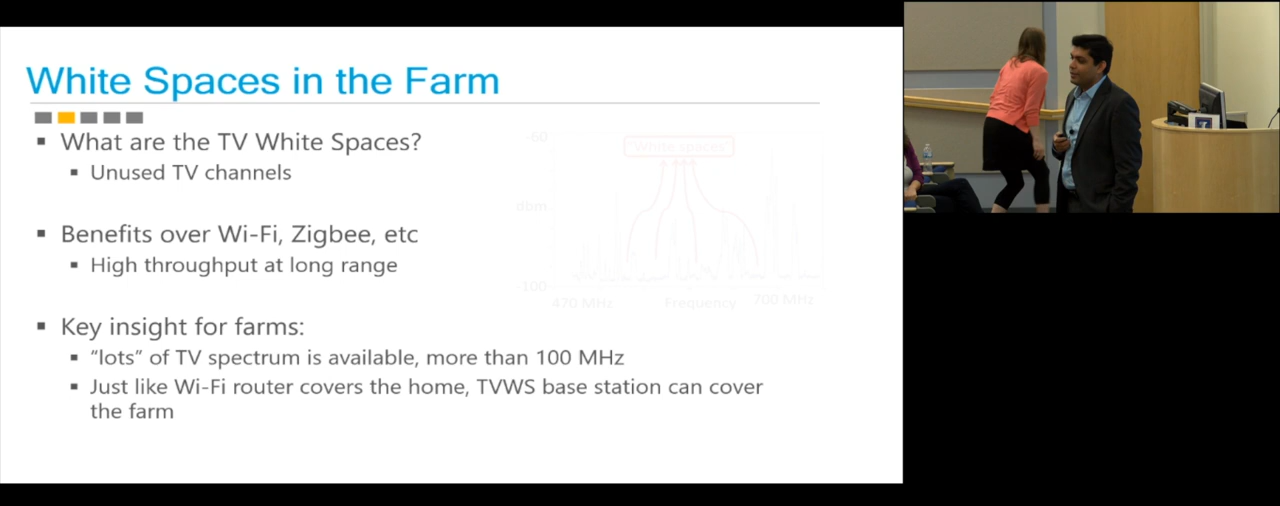 White Spaces in the Farm
What are the TV White Spaces?
Unused TV channels
Benefits over Wi-Fi, Zigbee, etc
High throughput at long range
Key insight for farms:
"lots" of TV spectrum is available, more than 100 MHz
Just like Wi-Fi router covers the home, TVWS base station can cover
the farm
-60
"White spaces"
dbm
-100
470 MHz
Frequency
700 MHz